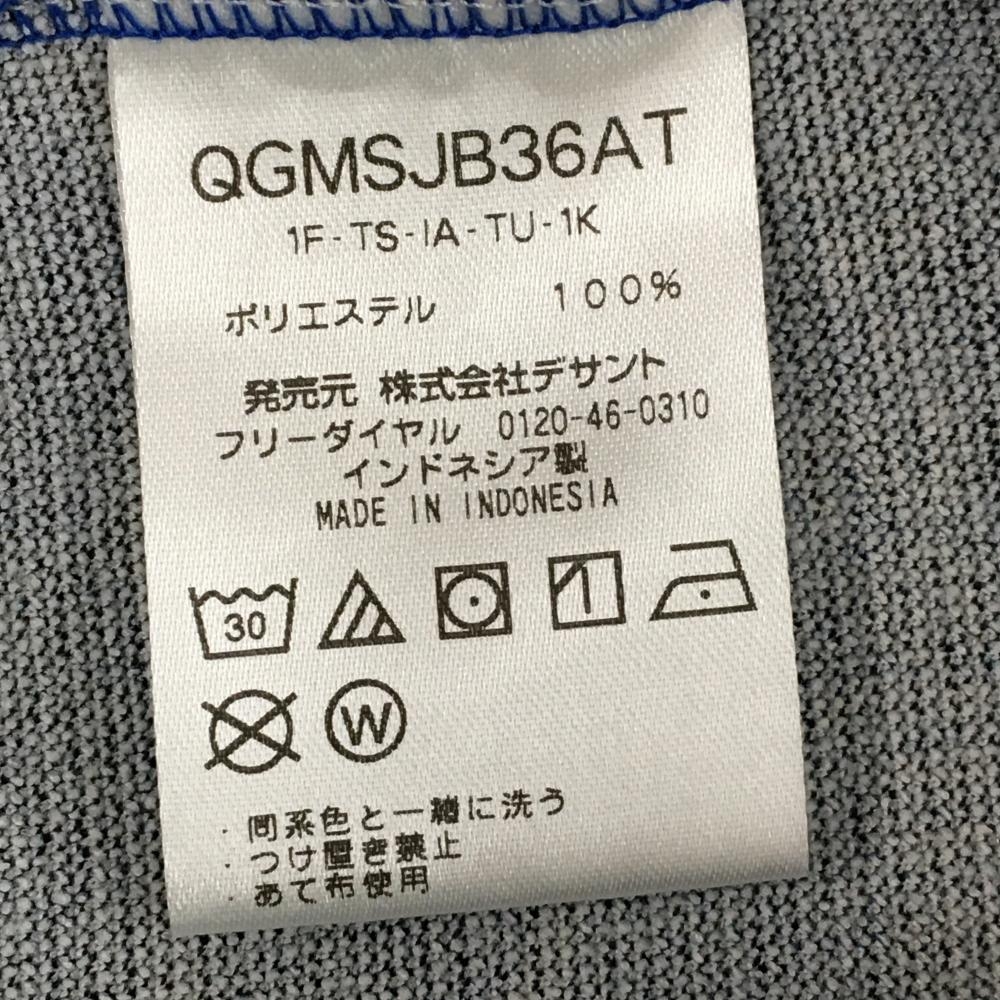 QGMSJB36AT
1F-TS-IA-TU-1K
ポリエステル 100%
発売元 株式会社デサント
フリーダイヤル 0120-46-0310
インドネシア製
MADE IN INDONESIA
30
W
・同系色と一緒に洗う
・つけ置き禁止
・あて布使用